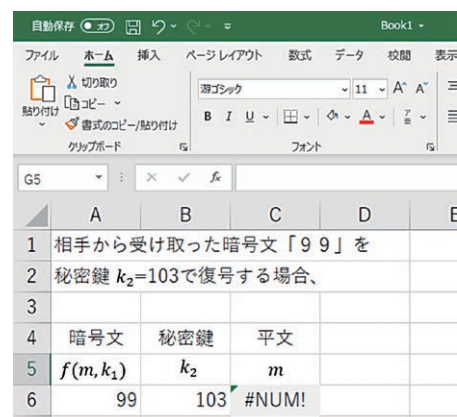 自動保存 オフ Book1
ファイル ホーム 挿入 ページ レイアウト 数式 データ 校閲 表示
貼り付け
切り取り
コピー
書式のコピー/貼り付け
クリップボード
游ゴシック 11 A A
B I U A
フォント
G5 fx
A B C D E
1 相手から受け取った暗号文「９９」を
2 秘密鍵 k₂=103で復号する場合、
3
4 暗号文 秘密鍵 平文
5 f(m, k₁) k₂ m
6 99 103 #NUM!